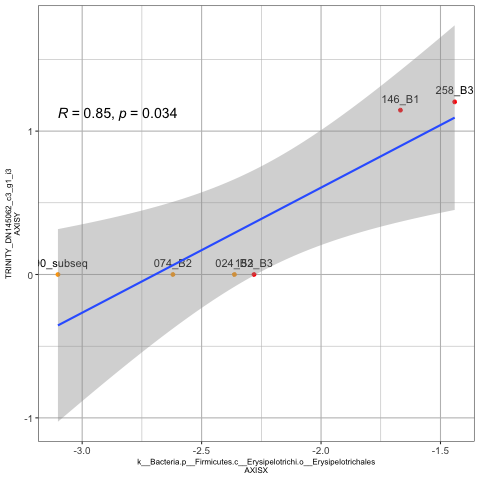 R = 0.85, p = 0.034
258_B3
146_B1
0_subseq
074_B2
024_B2
_B3
1
0
-1
-3.0
-2.5
-2.0
-1.5
TRINITY_DN145062_c3_g1_i3
AXISY
k__Bacteria.p__Firmicutes.c__Erysipelotrichi.o__Erysipelotrichales
AXISX